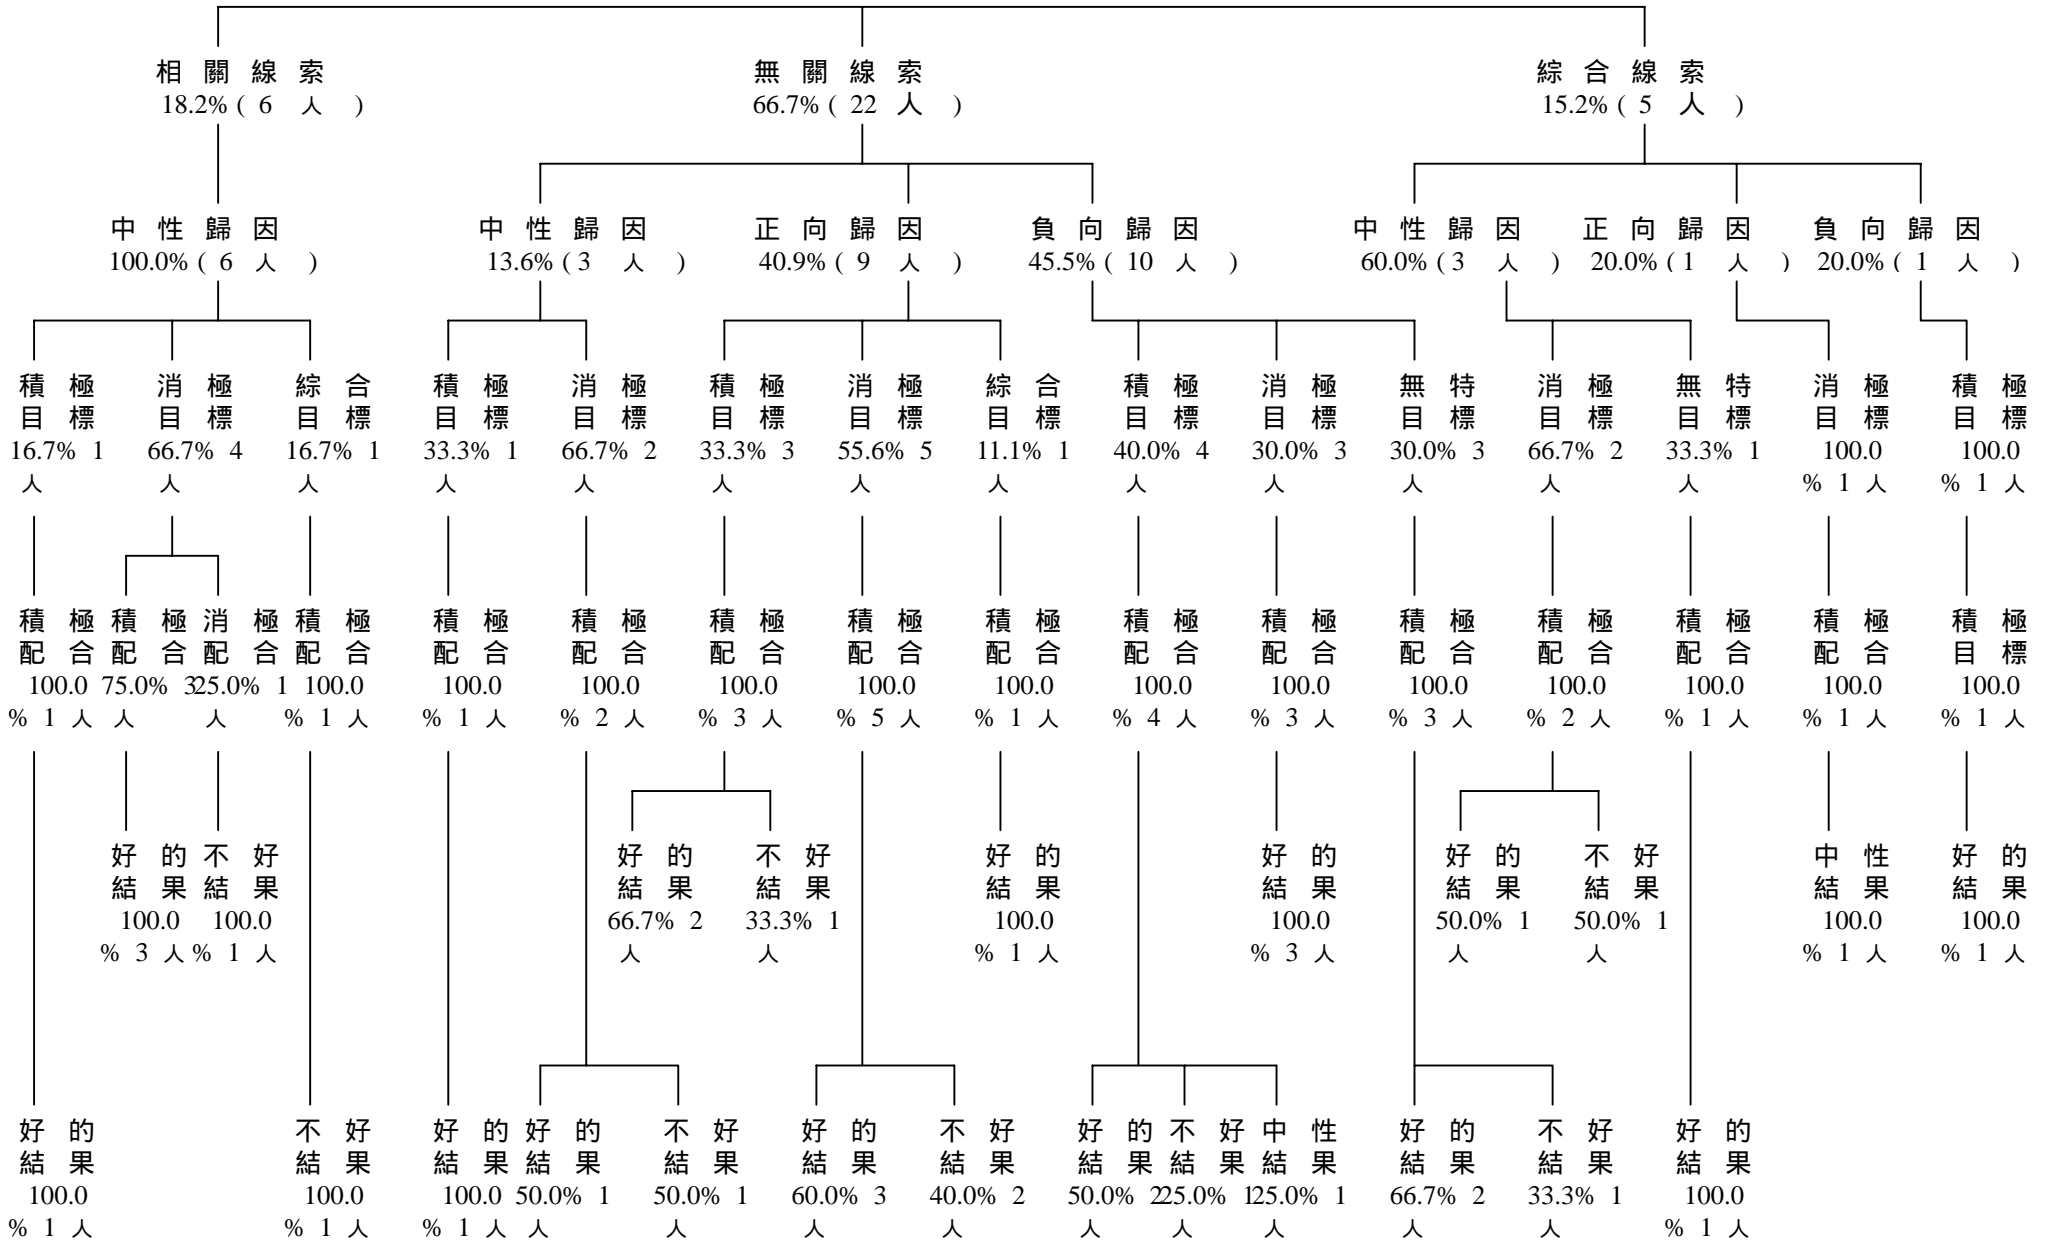 相關線索 無關線索 綜合線索
18.2% ( 6 人 ) 66.7% ( 22 人 ) 15.2% ( 5 人 )
中性歸因 中性歸因 正向歸因 負向歸因 中性歸因 正向歸因 負向歸因
100.0% ( 6 人 ) 13.6% ( 3 人 ) 40.9% ( 9 人 ) 45.5% ( 10 人 ) 60.0% ( 3 人 ) 20.0% ( 1 人 ) 20.0% ( 1 人 )
積極 消極 綜合 積極 消極 積極 消極 綜合 積極 消極 無特 消極 無特 消極 積極
目標 目標 目標 目標 目標 目標 目標 目標 目標 目標 目標 目標 目標 目標 目標
16.7% 1 66.7% 4 16.7% 1 33.3% 1 66.7% 2 33.3% 3 55.6% 5 11.1% 1 40.0% 4 30.0% 3 30.0% 3 66.7% 2 33.3% 1 100.0 100.0
人 人 人 人 人 人 人 人 人 人 人 人 人 % 1 人 % 1 人
積極 積極 消極 積極 積極 積極 積極 積極 積極 積極 積極 積極 積極 積極 積極 積極
配合 配合 配合 配合 配合 配合 配合 配合 配合 配合 配合 配合 配合 配合 配合 目標
100.0 75.0% 3 25.0% 1 100.0 100.0 100.0 100.0 100.0 100.0 100.0 100.0 100.0 100.0 100.0 100.0 100.0
% 1 人 人 人 % 1 人 % 1 人 % 2 人 % 3 人 % 5 人 % 1 人 % 4 人 % 3 人 % 3 人 % 2 人 % 1 人 % 1 人 % 1 人
好的 不好 好的 不好 好的 好的 好的 不好 中性 好的
結果 結果 結果 結果 結果 結果 結果 結果 結果 結果
100.0 100.0 66.7% 2 33.3% 1 100.0 100.0 50.0% 1 50.0% 1 100.0 100.0
% 3 人 % 1 人 人 人 % 1 人 % 3 人 人 人 % 1 人 % 1 人
好的 不好 好的 好的 不好 好的 不好 好的 不好 中性 好的 不好 好的
結果 結果 結果 結果 結果 結果 結果 結果 結果 結果 結果 結果 結果
100.0 100.0 100.0 50.0% 1 50.0% 1 60.0% 3 40.0% 2 50.0% 2 25.0% 1 25.0% 1 66.7% 2 33.3% 1 100.0
% 1 人 % 1 人 % 1 人 人 人 人 人 人 人 人 人 人 % 1 人